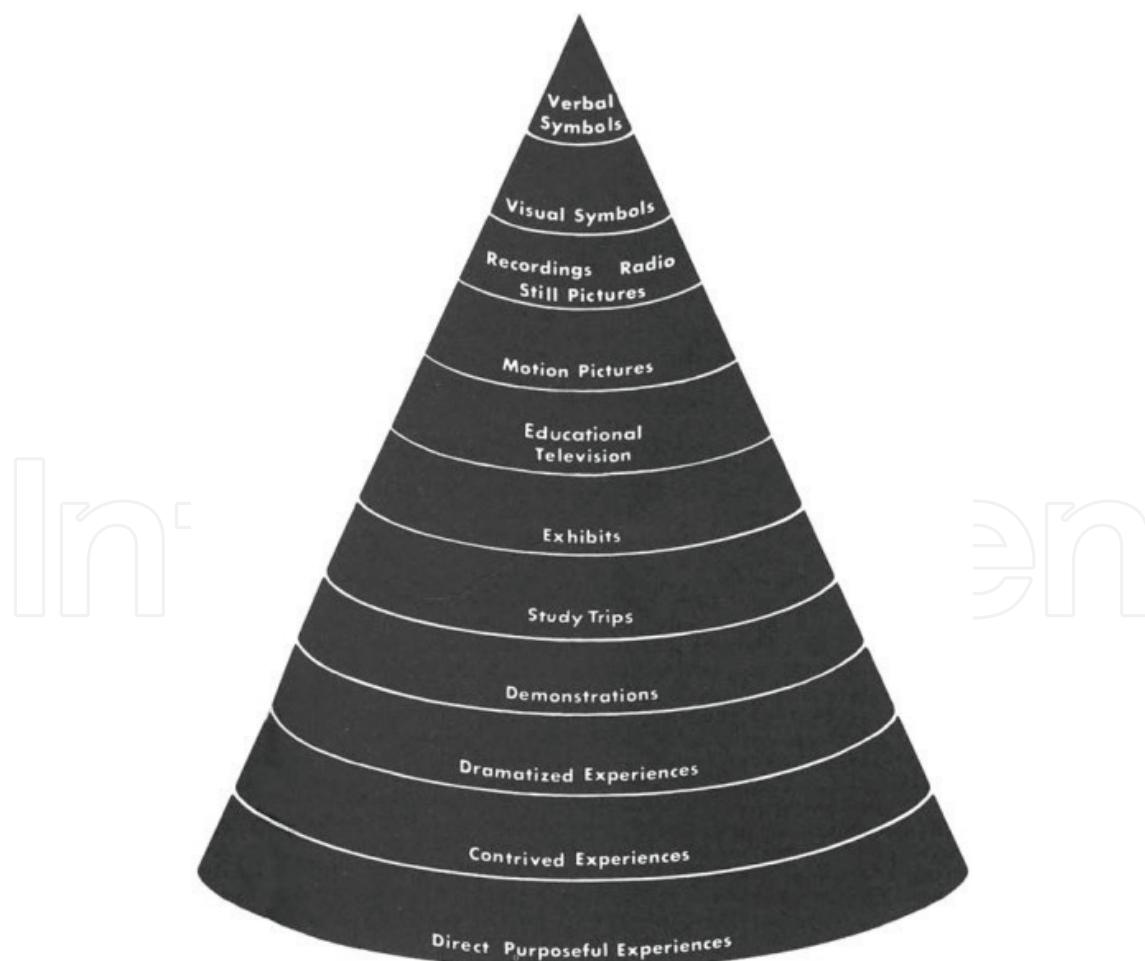 Verbal
Symbols
Visual Symbols
Recordings Radio
Still Pictures
Motion Pictures
Educational
Television
Exhibits
Study Trips
Demonstrations
Dramatized Experiences
Contrived Experiences
Direct Purposeful Experiences